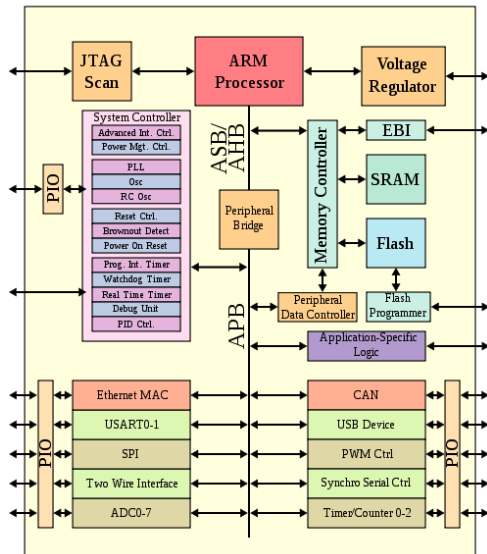 JTAG
Scan
ARM
Processor
Voltage
Regulator
System Controller
Advanced Int. Ctrl.
Power Mgt. Ctrl.
PLL
Osc
RC Osc
Reset Ctrl.
Brownout Detect
Power On Reset
Prog. Int. Timer
Watchdog Timer
Real Time Timer
Debug Unit
PID Ctrl.
PIO
ASB/
AHB
Peripheral
Bridge
APB
Memory Controller
EBI
SRAM
Flash
Peripheral
Data Controller
Flash
Programmer
Application-Specific
Logic
PIO
Ethernet MAC
USART0-1
SPI
Two Wire Interface
ADC0-7
CAN
USB Device
PWM Ctrl
Synchro Serial Ctrl
Timer/Counter 0-2
PIO